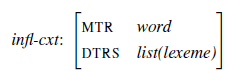 infl-cxt: [MTR word
DTRS list(lexeme)]